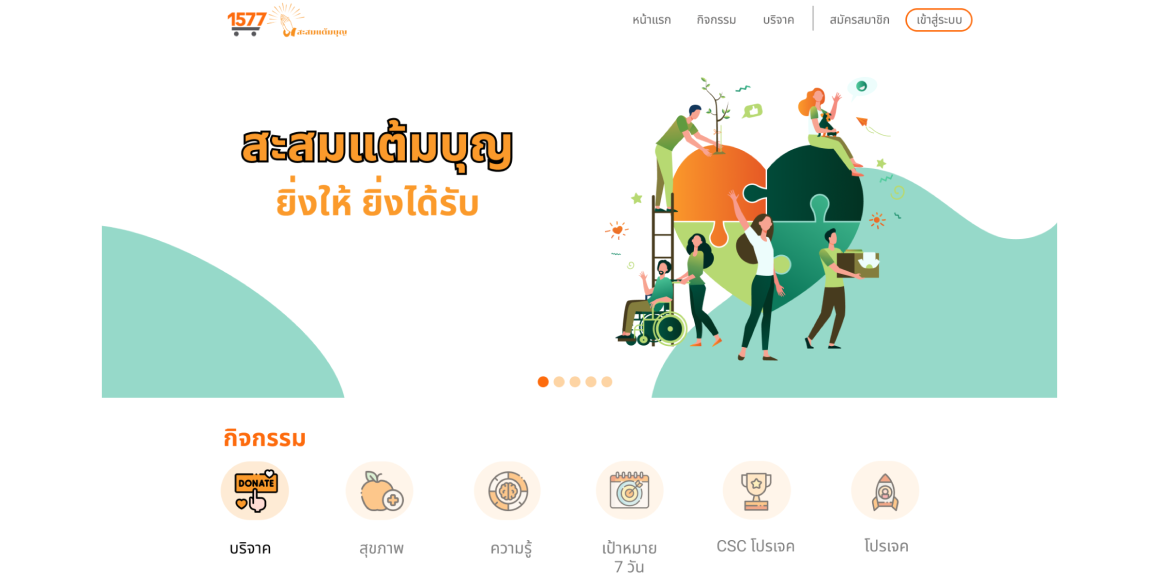 1577
สะสมแต้มบุญ
หน้าแรก
กิจกรรม
บริจาค
สมัครสมาชิก
เข้าสู่ระบบ
สะสมแต้มบุญ
ยิ่งให้ ยิ่งได้รับ
กิจกรรม
DONATE
บริจาค
สุขภาพ
ความรู้
เป้าหมาย
7 วัน
CSC โปรเจค
โปรเจค